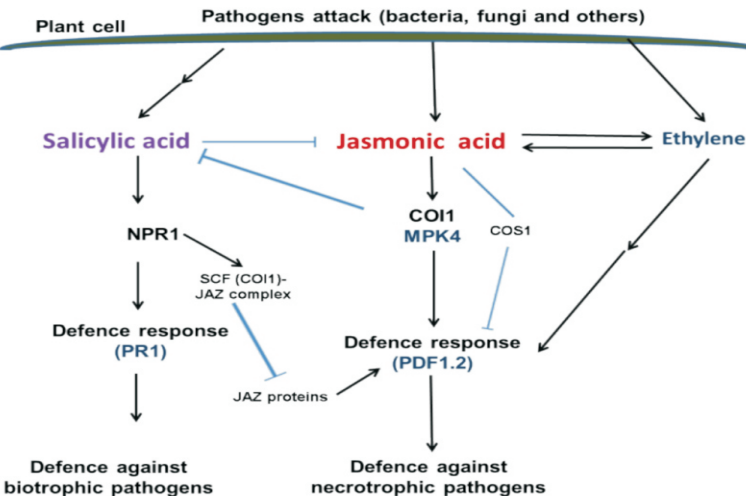 Pathogens attack (bacteria, fungi and others)
Plant cell
Salicylic acid
Jasmonic acid
Ethylene
NPR1
COI1
MPK4
COS1
SCF (COI1)-
JAZ complex
Defence response
(PR1)
Defence response
(PDF1.2)
JAZ proteins
Defence against
biotrophic pathogens
Defence against
necrotrophic pathogens